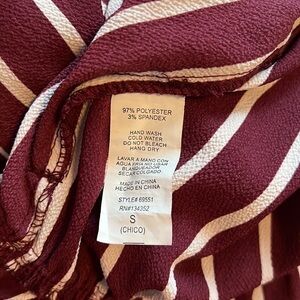 97% POLYESTER
3% SPANDEX
HAND WASH
COLD WATER
DO NOT BLEACH
HANG DRY
LAVAR A MANO CON
AGUA FRIA NO USAR
BLANQUEADOR
SECAR COLGADO
MADE IN CHINA
HECHO EN CHINA
STYLE# 69551
RN#134352
S
(CHICO)